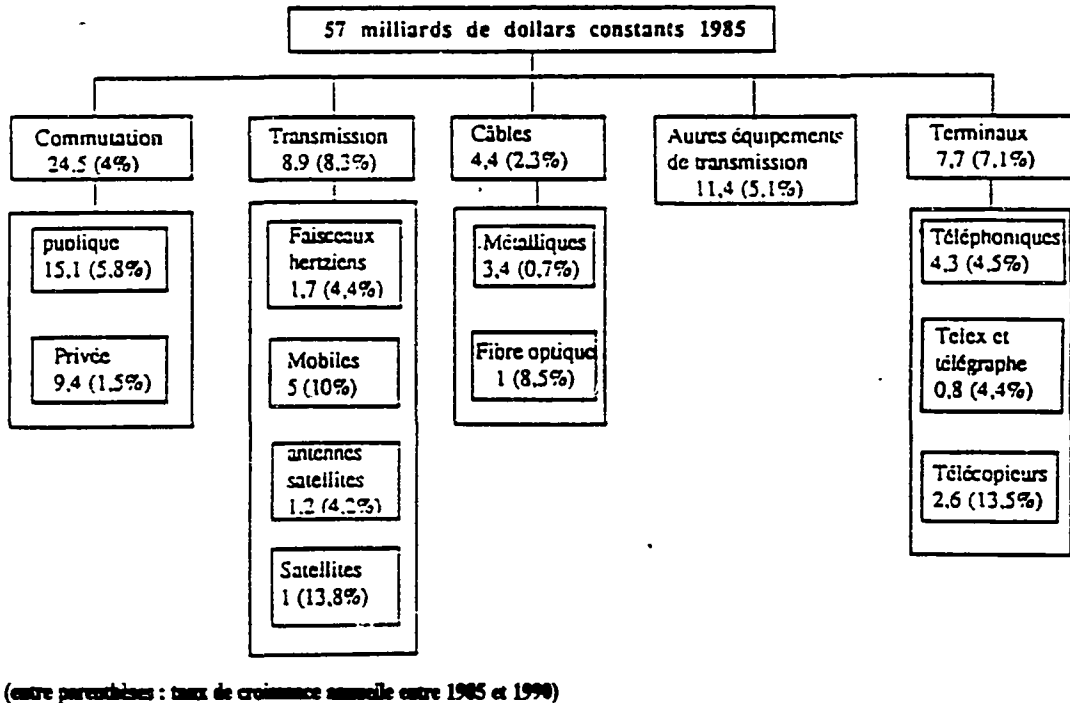 57 milliards de dollars constants 1985
Commutation
24,5 (4%)
publique
15,1 (5,8%)
Privée
9,4 (1,5%)
Transmission
8,9 (8,3%)
Faisceaux
hertziens
1,7 (4,4%)
Mobiles
5 (10%)
antennes
satellites
1,2 (4,2%)
Satellites
1 (13,8%)
Câbles
4,4 (2,3%)
Métalliques
3,4 (0,7%)
Fibre optique
1 (8,5%)
Autres équipements
de transmission
11,4 (5,1%)
Terminaux
7,7 (7,1%)
Téléphoniques
4,3 (4,5%)
Telex et
télégraphe
0,8 (4,4%)
Télécopieurs
2,6 (13,5%)
(entre parenthèses : taux de croissance annuelle entre 1985 et 1990)